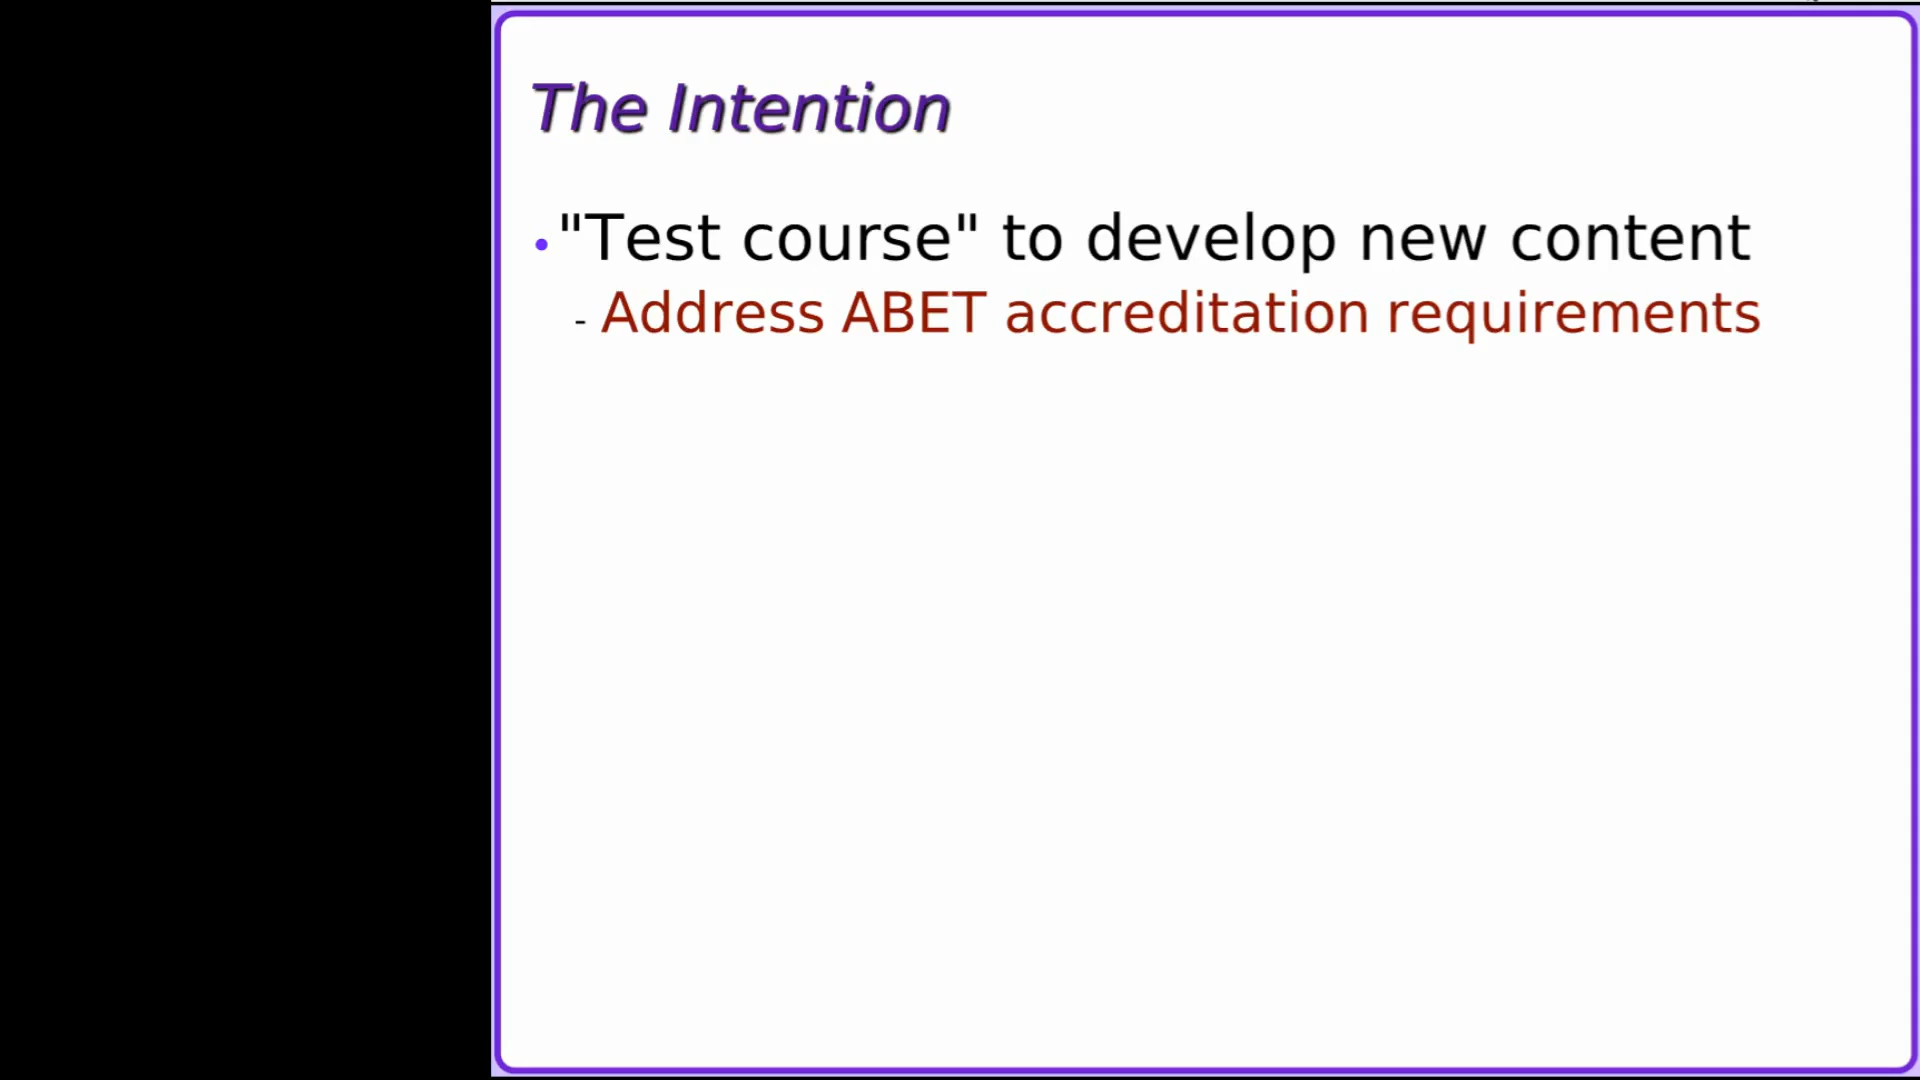 The Intention
• "Test course" to develop new content
- Address ABET accreditation requirements